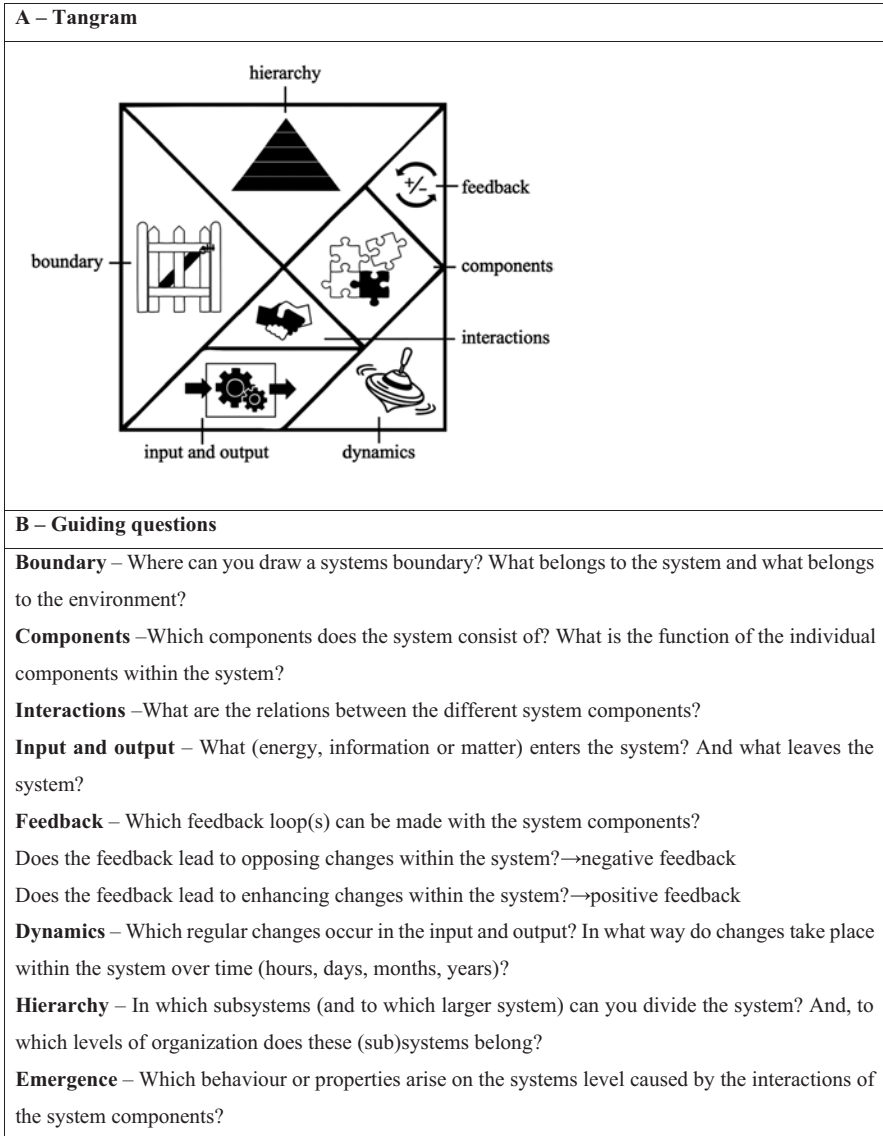 A – Tangram
hierarchy
+/-
feedback
boundary
components
interactions
input and output
dynamics
B – Guiding questions
Boundary – Where can you draw a systems boundary? What belongs to the system and what belongs
to the environment?
Components –Which components does the system consist of? What is the function of the individual
components within the system?
Interactions –What are the relations between the different system components?
Input and output – What (energy, information or matter) enters the system? And what leaves the
system?
Feedback – Which feedback loop(s) can be made with the system components?
Does the feedback lead to opposing changes within the system?→negative feedback
Does the feedback lead to enhancing changes within the system?→positive feedback
Dynamics – Which regular changes occur in the input and output? In what way do changes take place
within the system over time (hours, days, months, years)?
Hierarchy – In which subsystems (and to which larger system) can you divide the system? And, to
which levels of organization does these (sub)systems belong?
Emergence – Which behaviour or properties arise on the systems level caused by the interactions of
the system components?